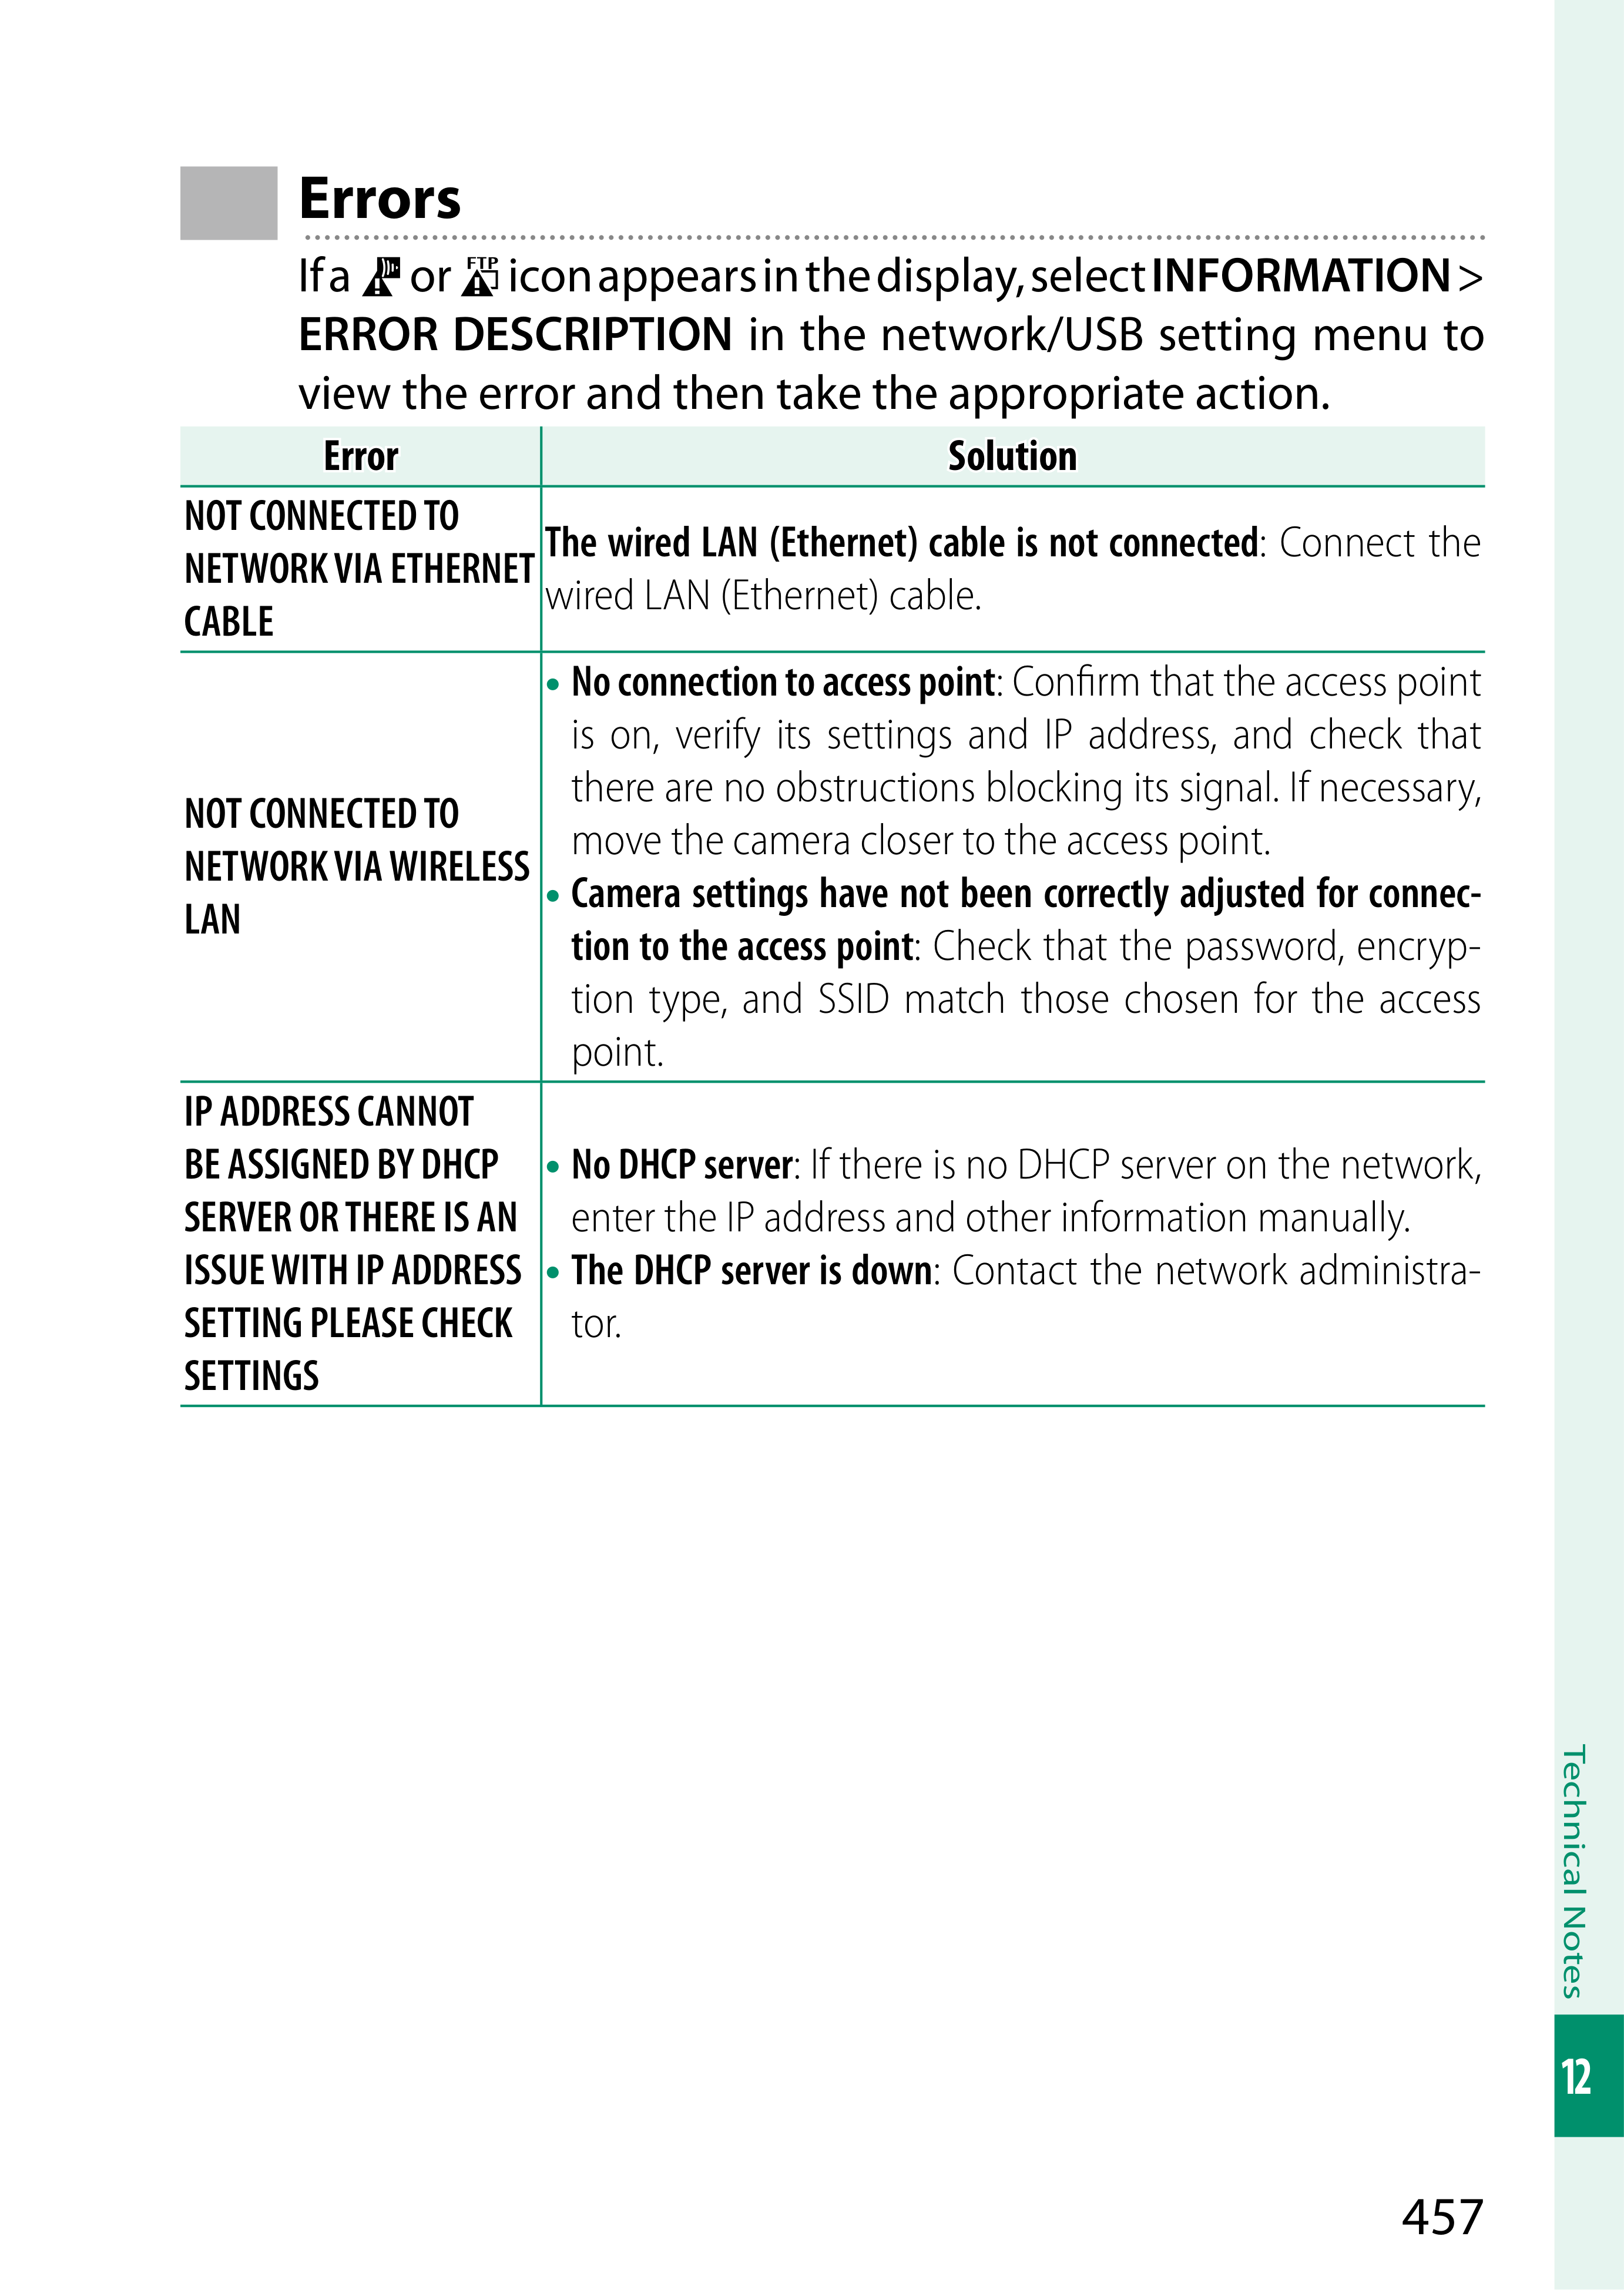 Errors
If a or FTP icon appears in the display, select INFORMATION >
ERROR DESCRIPTION in the network/USB setting menu to
view the error and then take the appropriate action.
Error Solution
NOT CONNECTED TO
NETWORK VIA ETHERNET
CABLE
The wired LAN (Ethernet) cable is not connected: Connect the
wired LAN (Ethernet) cable.
NOT CONNECTED TO
NETWORK VIA WIRELESS
LAN
• No connection to access point: Confirm that the access point
is on, verify its settings and IP address, and check that
there are no obstructions blocking its signal. If necessary,
move the camera closer to the access point.
• Camera settings have not been correctly adjusted for connec-
tion to the access point: Check that the password, encryp-
tion type, and SSID match those chosen for the access
point.
IP ADDRESS CANNOT
BE ASSIGNED BY DHCP
SERVER OR THERE IS AN
ISSUE WITH IP ADDRESS
SETTING PLEASE CHECK
SETTINGS
• No DHCP server: If there is no DHCP server on the network,
enter the IP address and other information manually.
• The DHCP server is down: Contact the network administra-
tor.
Technical Notes
12
457